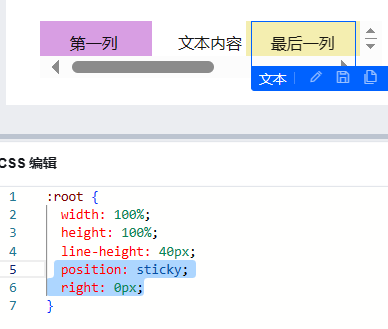 第一列 文本内容 最后一列
文本
CSS 编辑
1 :root {
2 width: 100%;
3 height: 100%;
4 line-height: 40px;
5 position: sticky;
6 right: 0px;
7 }